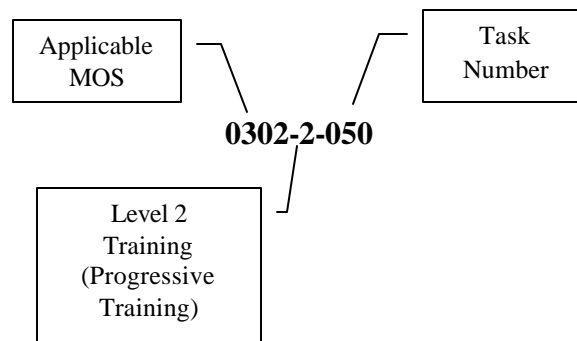 Applicable
MOS
Task
Number
0302-2-050
Level 2
Training
(Progressive
Training)